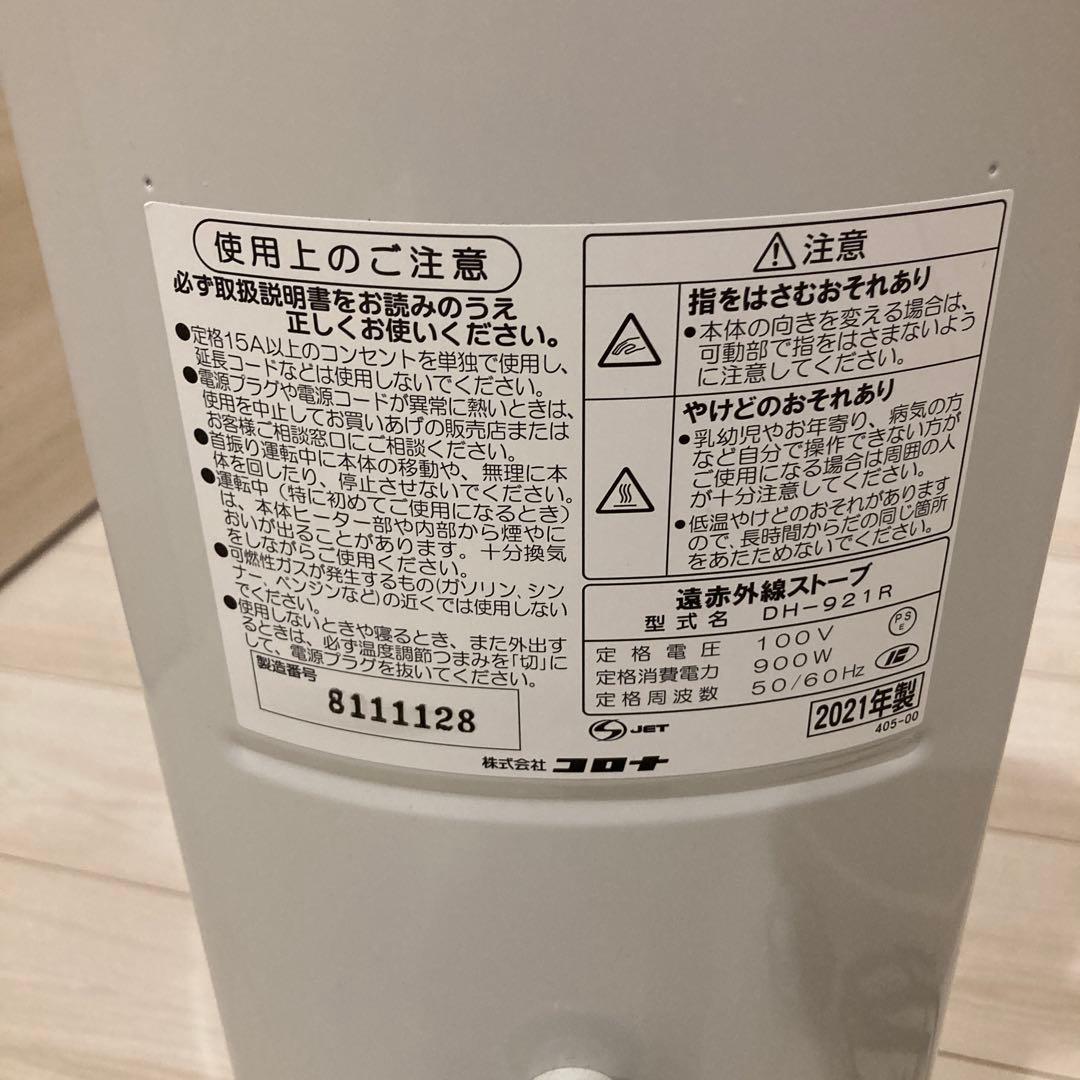 使用上のご注意
必ず取扱説明書をお読みのうえ
正しくお使いください。
●定格15A以上のコンセントを単独で使用し、
延長コードなどは使用しないでください。
●電源プラグや電源コードが異常に熱いときは、
使用を中止してお買いあげの販売店または
お客様ご相談窓口にご相談ください。
●首振り運転中に本体の移動や、無理に本
体を回したり、停止させないでください。
●運転中(特に初めてご使用になるとき)
は、本体ヒーター部や内部から煙やに
おいが出ることがあります。十分換気
をしながらご使用ください。
●可燃性ガスが発生するもの(ガソリン、シン
ナー、ベンジンなど)の近くでは使用しない
でください。
●使用しないときや寝るとき、また外出す
るときは、必ず温度調節つまみを「切」に
して、電源プラグを抜いてください。
製造番号
8111128
注意
指をはさむおそれあり
●本体の向きを変える場合は、
可動部で指をはさまないよう
に注意してください。
やけどのおそれあり
●乳幼児やお年寄り、病気の方
など自分で操作できない方が
ご使用になる場合は周囲の人
が十分注意してください。
●低温やけどのおそれがあります
ので、長時間からだの同じ箇所
をあたためないでください。
遠赤外線ストーブ
型式名 DH-921R
定格電圧 100V
定格消費電力 900W
定格周波数 50/60Hz
PSE
JET
2021年製
405-00
株式会社 コロナ